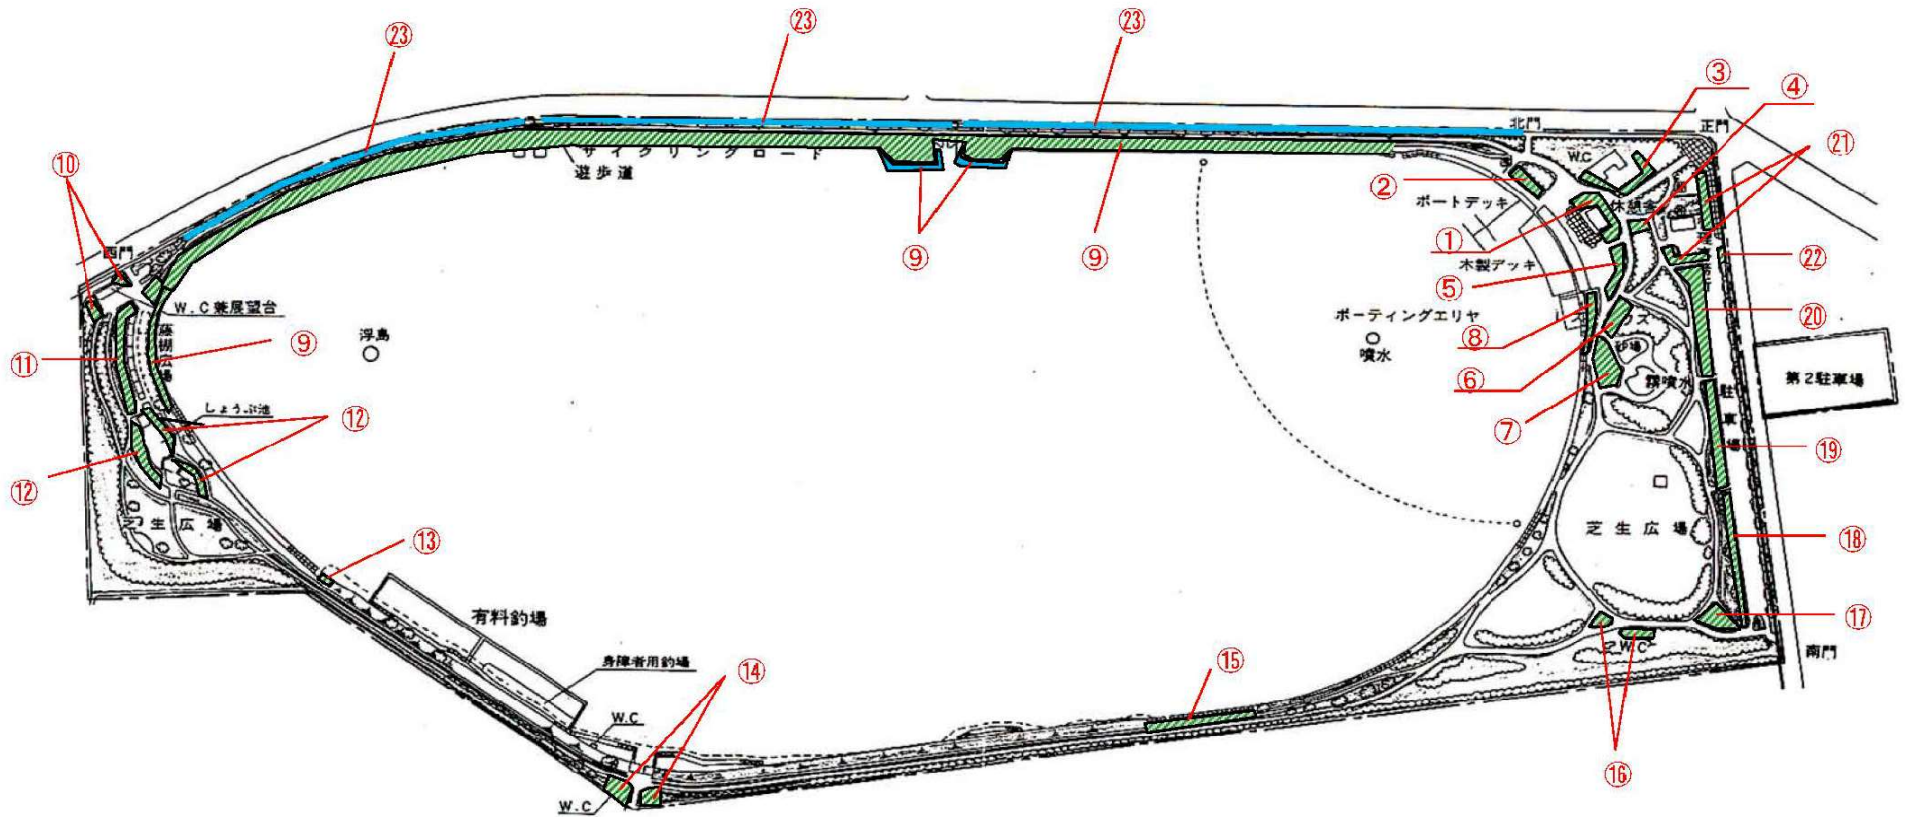 ㉓
㉓
㉓
③
④
北門
正門
㉑
⑩
W.C
サイクリングロード
遊歩道
②
⑨
⑨
ボートデッキ
休憩舎
①
木製デッキ
西門
⑤
㉒
W.C兼展望台
藤棚広場
⑨
浮島
ボーティングエリヤ
噴水
⑧
⑳
⑪
⑥
砂場
霧噴水
駐車場
第2駐車場
しょうぶ池
⑫
⑦
⑲
⑫
芝生広場
芝生広場
⑬
⑱
有料釣場
⑰
身障者用釣場
南門
W.C
⑮
⑭
W.C
⑯
W.C